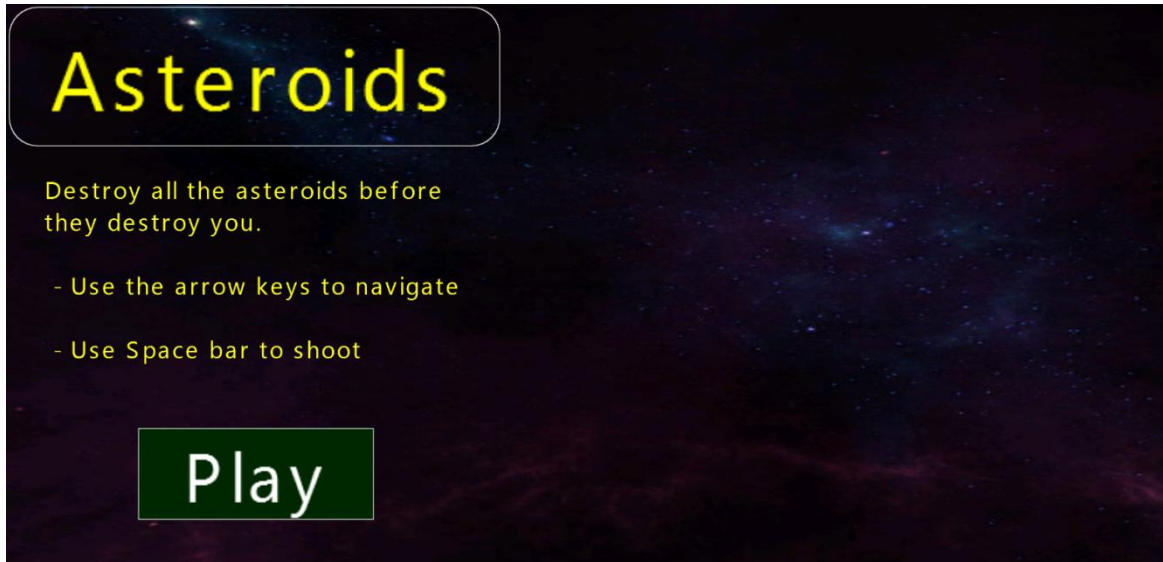 Asteroids
Destroy all the asteroids before
they destroy you.
- Use the arrow keys to navigate
- Use Space bar to shoot
Play